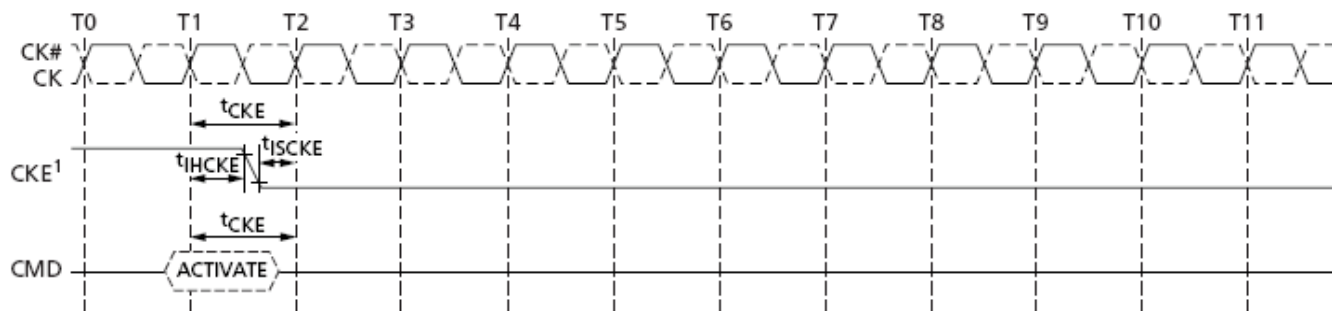 T0 T1 T2 T3 T4 T5 T6 T7 T8 T9 T10 T11
CK#
CK
tCKE
tISCKE
tIHCKE
CKE1
tCKE
CMD ACTIVATE